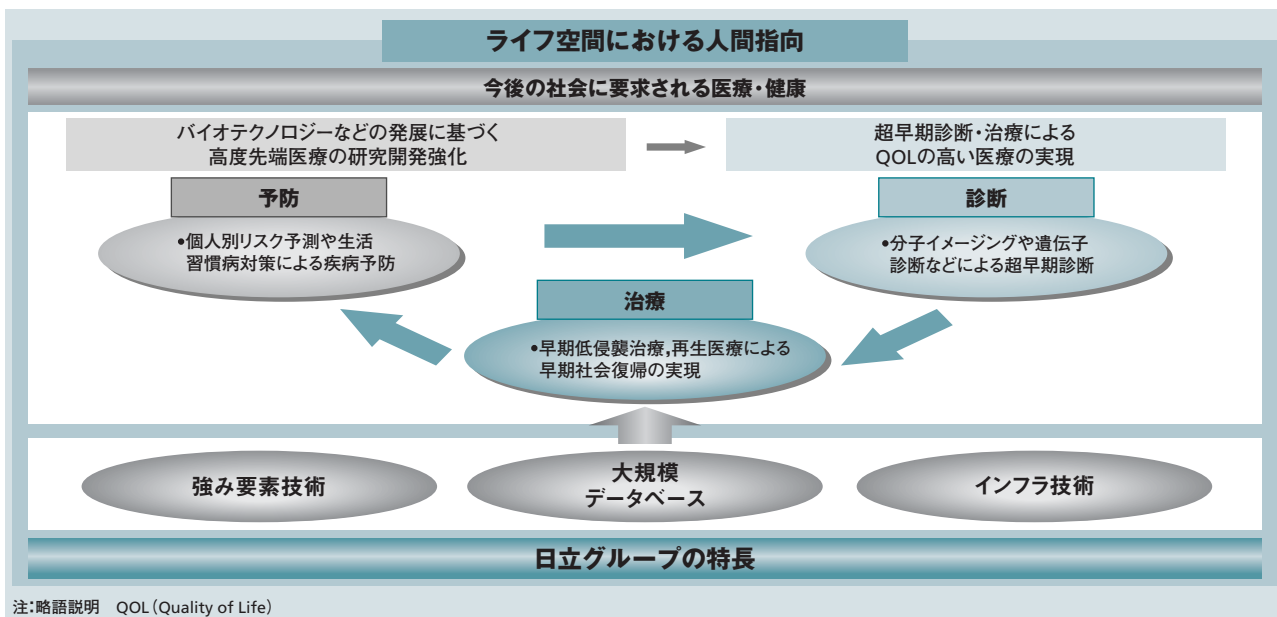 ライフ空間における人間指向
今後の社会に要求される医療・健康
バイオテクノロジーなどの発展に基づく
高度先端医療の研究開発強化
超早期診断・治療による
QOLの高い医療の実現
予防
•個人別リスク予測や生活
習慣病対策による疾病予防
診断
•分子イメージングや遺伝子
診断などによる超早期診断
治療
•早期低侵襲治療,再生医療による
早期社会復帰の実現
強み要素技術
大規模
データベース
インフラ技術
日立グループの特長
注:略語説明 QOL(Quality of Life)